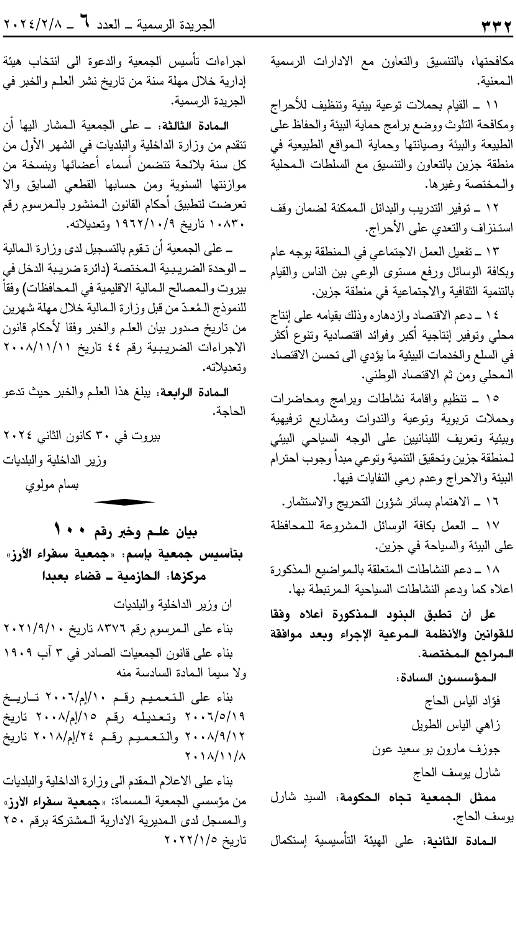 ٣٣٢
الجريدة الرسمية ـ العدد ٦ ـ ٢٠٢٤/٢/٨
مكافحتها، بالتنسيق والتعاون مع الادارات الرسمية
المعنية.
١١ ـ القيام بحملات توعية بيئية وتنظيف للأحراج
ومكافحة التلوث ووضع برامج حماية البيئة والحفاظ على
الطبيعة والبيئة وصيانتها وحماية المواقع الطبيعية في
منطقة جزين بالتعاون والتنسيق مع السلطات المحلية
والمختصة وغيرها.
١٢ ـ توفير التدريب والبدائل الممكنة لضمان وقف
استنزاف والتعدي على الأحراج.
١٣ ـ تفعيل العمل الاجتماعي في المنطقة بوجه عام
وبكافة الوسائل ورفع مستوى الوعي بين الناس والقيام
بالتنمية الثقافية والاجتماعية في منطقة جزين.
١٤ ـ دعم الاقتصاد وازدهاره وذلك بقيامه على إنتاج
محلي وتوفير إنتاجية أكبر وفوائد اقتصادية وتنوع أكثر
في السلع والخدمات البيئية ما يؤدي الى تحسن الاقتصاد
المحلي ومن ثم الاقتصاد الوطني.
١٥ ـ تنظيم واقامة نشاطات وبرامج ومحاضرات
وحملات تربوية وتوعية والندوات ومشاريع ترفيهية
وبيئية وتعريف اللبنانيين على الوجه السياحي البيئي
لمنطقة جزين وتحقيق التنمية وتوعي مبدأ وجوب احترام
البيئة والاحراج وعدم رمي النفايات فيها.
١٦ ـ الاهتمام بسائر شؤون التحريج والاستثمار.
١٧ ـ العمل بكافة الوسائل المشروعة للمحافظة
على البيئة والسياحة في جزين.
١٨ ـ دعم النشاطات المتعلقة بالمواضيع المذكورة
اعلاه كما ودعم النشاطات السياحية المرتبطة بها.
على أن تطبق البنود المذكورة أعلاه وفقا
للقوانين والأنظمة المرعية الإجراء وبعد موافقة
المراجع المختصة.
المؤسسون السادة:
فؤاد الياس الحاج
زاهي الياس الطويل
جوزف مارون بو سعيد عون
شارل يوسف الحاج
ممثل الجمعية تجاه الحكومة: السيد شارل
يوسف الحاج.
المادة الثانية: على الهيئة التأسيسية إستكمال
اجراءات تأسيس الجمعية والدعوة الى انتخاب هيئة
إدارية خلال مهلة سنة من تاريخ نشر العلم والخبر في
الجريدة الرسمية.
المادة الثالثة: ـ على الجمعية المشار اليها أن
تتقدم من وزارة الداخلية والبلديات في الشهر الأول من
كل سنة بلائحة تتضمن أسماء أعضائها وبنسخة من
موازنتها السنوية ومن حسابها القطعي السابق والا
تعرضت لتطبيق أحكام القانون المنشور بالمرسوم رقم
١٠٨٣٠ تاريخ ١٩٦٢/١٠/٩ وتعديلاته.
ـ على الجمعية أن تقوم بالتسجيل لدى وزارة المالية
ـ الوحدة الضريبية المختصة (دائرة ضريبة الدخل في
بيروت والمصالح المالية الاقليمية في المحافظات) وفقاً
للنموذج المُعدّ من قبل وزارة المالية خلال مهلة شهرين
من تاريخ صدور بيان العلم والخبر وفقا لأحكام قانون
الاجراءات الضريبية رقم ٤٤ تاريخ ٢٠٠٨/١١/١١
وتعديلاته.
المادة الرابعة: يبلغ هذا العلم والخبر حيث تدعو
الحاجة.
بيروت في ٣٠ كانون الثاني ٢٠٢٤
وزير الداخلية والبلديات
بسام مولوي
بيان علم وخبر رقم ١٠٠
بتأسيس جمعية بإسم: «جمعية سفراء الأرز»
مركزها: الحازمية ـ قضاء بعبدا
ان وزير الداخلية والبلديات
بناء على المرسوم رقم ٨٣٧٦ تاريخ ٢٠٢١/٩/١٠
بناء على قانون الجمعيات الصادر في ٣ آب ١٩٠٩
ولا سيما المادة السادسة منه
بناء على التعميم رقم ١٠/إم/٢٠٠٦ تاريخ
٢٠٠٦/٥/١٩ وتعديله رقم ١٥/إم/٢٠٠٨ تاريخ
٢٠٠٨/٩/١٢ والتعميم رقم ٢٤/إم/٢٠١٨ تاريخ
٢٠١٨/١١/٨
بناء على الاعلام المقدم الى وزارة الداخلية والبلديات
من مؤسسي الجمعية المسماة: «جمعية سفراء الأرز»
والمسجل لدى المديرية الادارية المشتركة برقم ٢٥٠
تاريخ ٢٠٢٢/١/٥